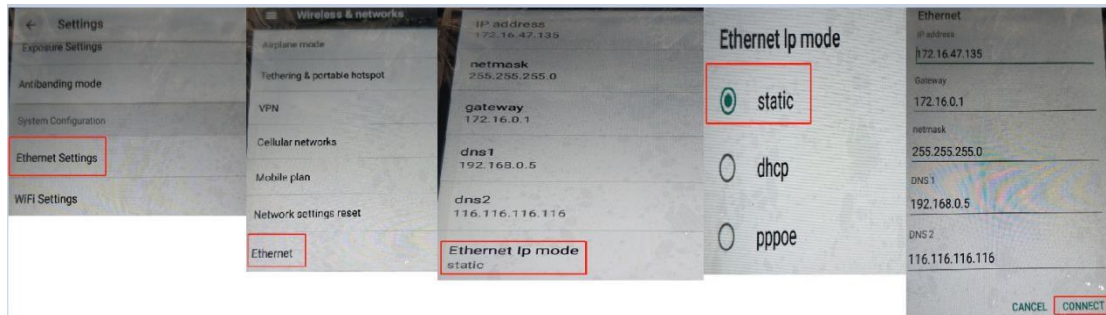 Settings
Exposure Settings
Antibanding mode
System Configuration
Ethernet Settings
WiFi Settings
Wireless & networks
Airplane mode
Tethering & portable hotspot
VPN
Cellular networks
Mobile plan
Network settings reset
Ethernet
IP address
172.16.47.135
netmask
255.255.255.0
gateway
172.16.0.1
dns1
192.168.0.5
dns2
116.116.116.116
Ethernet Ip mode
static
Ethernet Ip mode
static
dhcp
pppoe
Ethernet
IP address
172.16.47.135
Gateway
172.16.0.1
netmask
255.255.255.0
DNS 1
192.168.0.5
DNS 2
116.116.116.116
CANCEL CONNECT